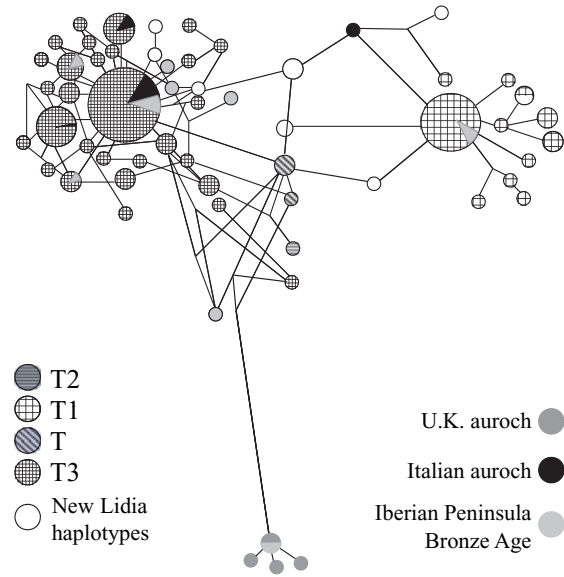 T2
T1
T
T3
New Lidia
haplotypes
U.K. auroch
Italian auroch
Iberian Peninsula
Bronze Age